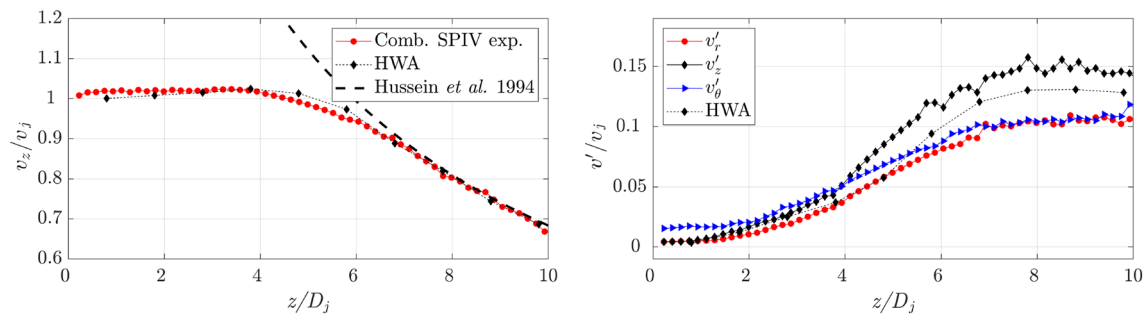 1.2
1.1
1
0.9
0.8
0.7
0.6
v_z/v_j
0 2 4 6 8 10
z/D_j
Comb. SPIV exp.
HWA
Hussein et al. 1994
0.15
0.1
0.05
0
v′/v_j
0 2 4 6 8 10
z/D_j
v′_r
v′_z
v′_θ
HWA